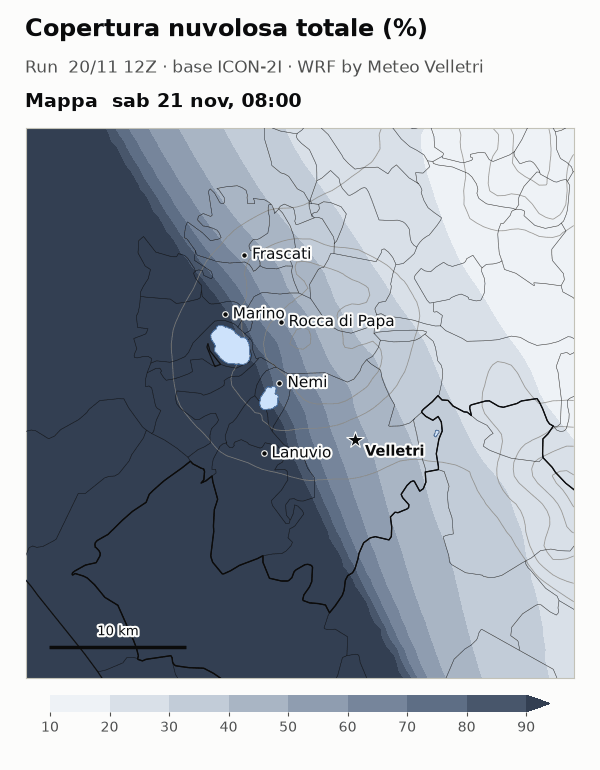 Copertura nuvolosa totale (%)
Run 20/11 12Z · base ICON-2I · WRF by Meteo Velletri
Mappa sab 21 nov, 08:00
Frascati
Marino
Rocca di Papa
Nemi
Velletri
Lanuvio
10 km
10 20 30 40 50 60 70 80 90